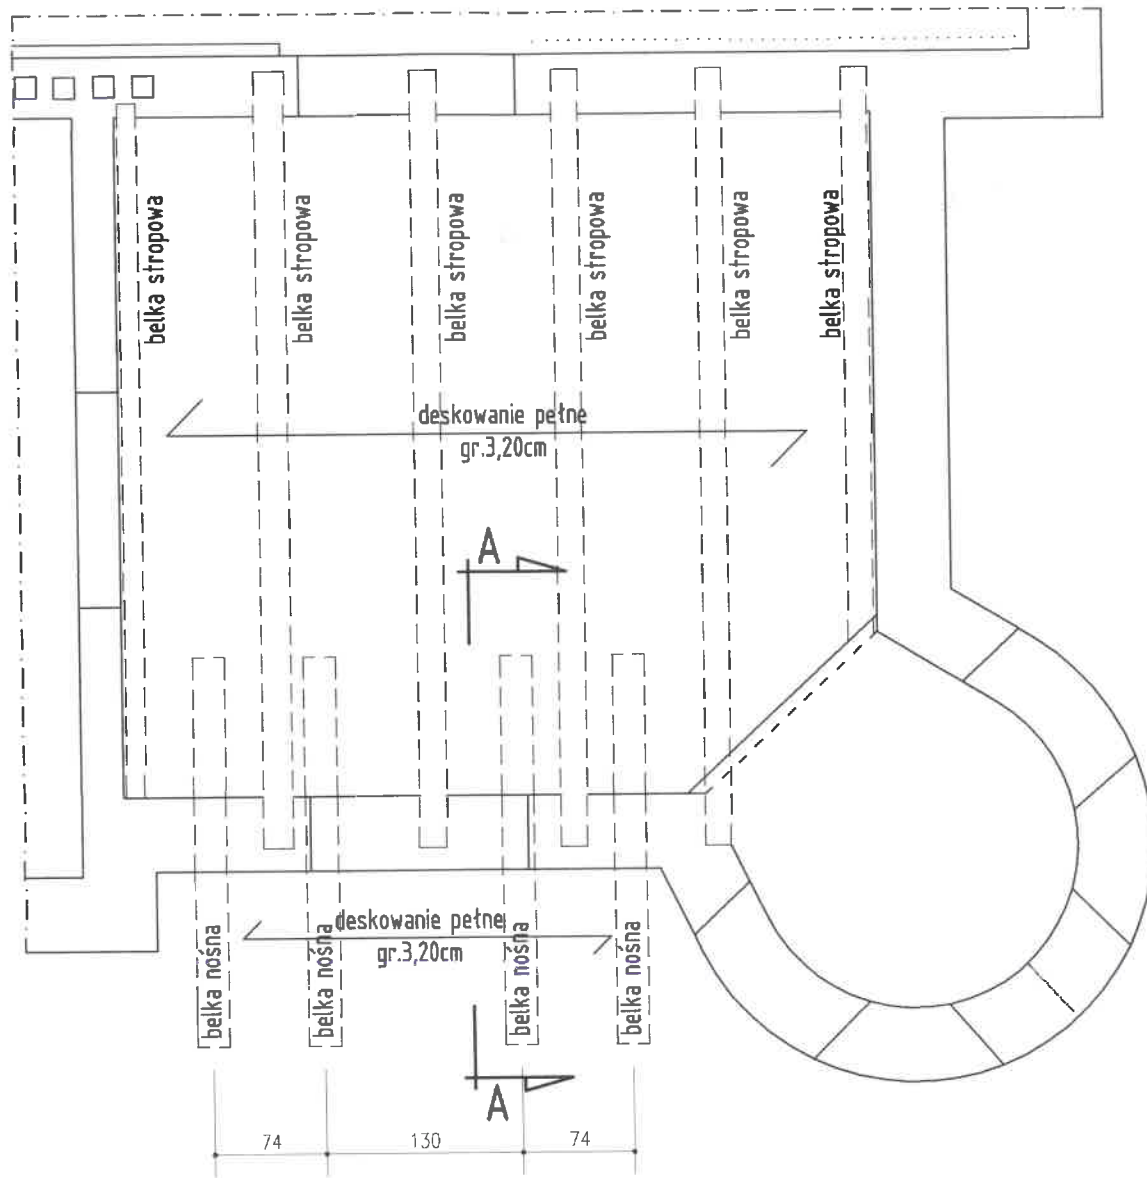 belka stropowa
belka stropowa
belka stropowa
belka stropowa
belka stropowa
belka stropowa
deskowanie pełne
gr.3,20cm
A
deskowanie pełne
gr.3,20cm
belka nośna
belka nośna
belka nośna
belka nośna
A
74
130
74